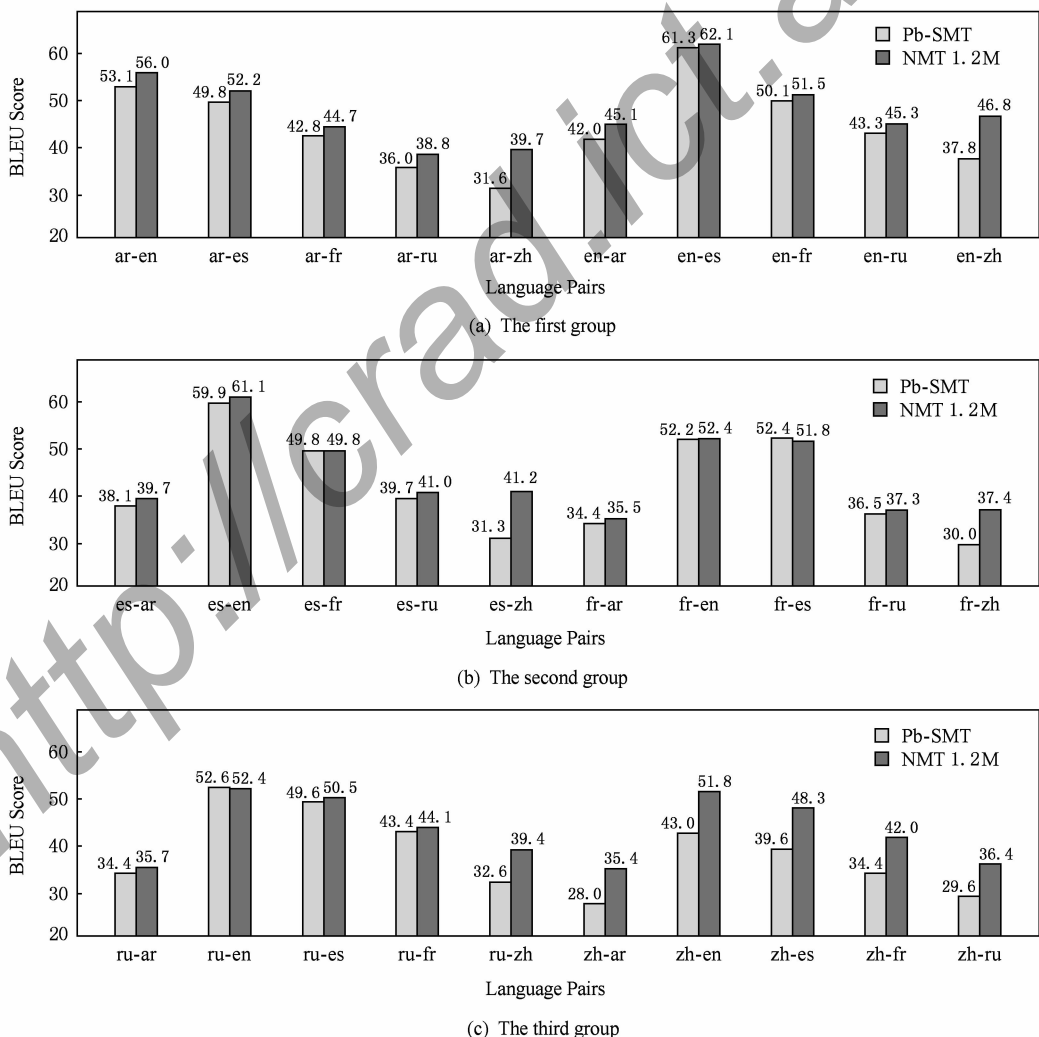 Pb-SMT
NMT 1.2M
BLEU Score
60
50
40
30
20
53.1 56.0
49.8 52.2
42.8 44.7
36.0 38.8
31.6 39.7
42.0 45.1
61.3 62.1
50.1 51.5
43.3 45.3
37.8 46.8
ar-en ar-es ar-fr ar-ru ar-zh en-ar en-es en-fr en-ru en-zh
Language Pairs
(a) The first group
Pb-SMT
NMT 1.2M
BLEU Score
60
50
40
30
20
38.1 39.7
59.9 61.1
49.8 49.8
39.7 41.0
31.3 41.2
34.4 35.5
52.2 52.4
52.4 51.8
36.5 37.3
30.0 37.4
es-ar es-en es-fr es-ru es-zh fr-ar fr-en fr-es fr-ru fr-zh
Language Pairs
(b) The second group
Pb-SMT
NMT 1.2M
BLEU Score
60
50
40
30
20
34.4 35.7
52.6 52.4
49.6 50.5
43.4 44.1
32.6 39.4
28.0 35.4
43.0 51.8
39.6 48.3
34.4 42.0
29.6 36.4
ru-ar ru-en ru-es ru-fr ru-zh zh-ar zh-en zh-es zh-fr zh-ru
Language Pairs
(c) The third group
http://crad.ict.a